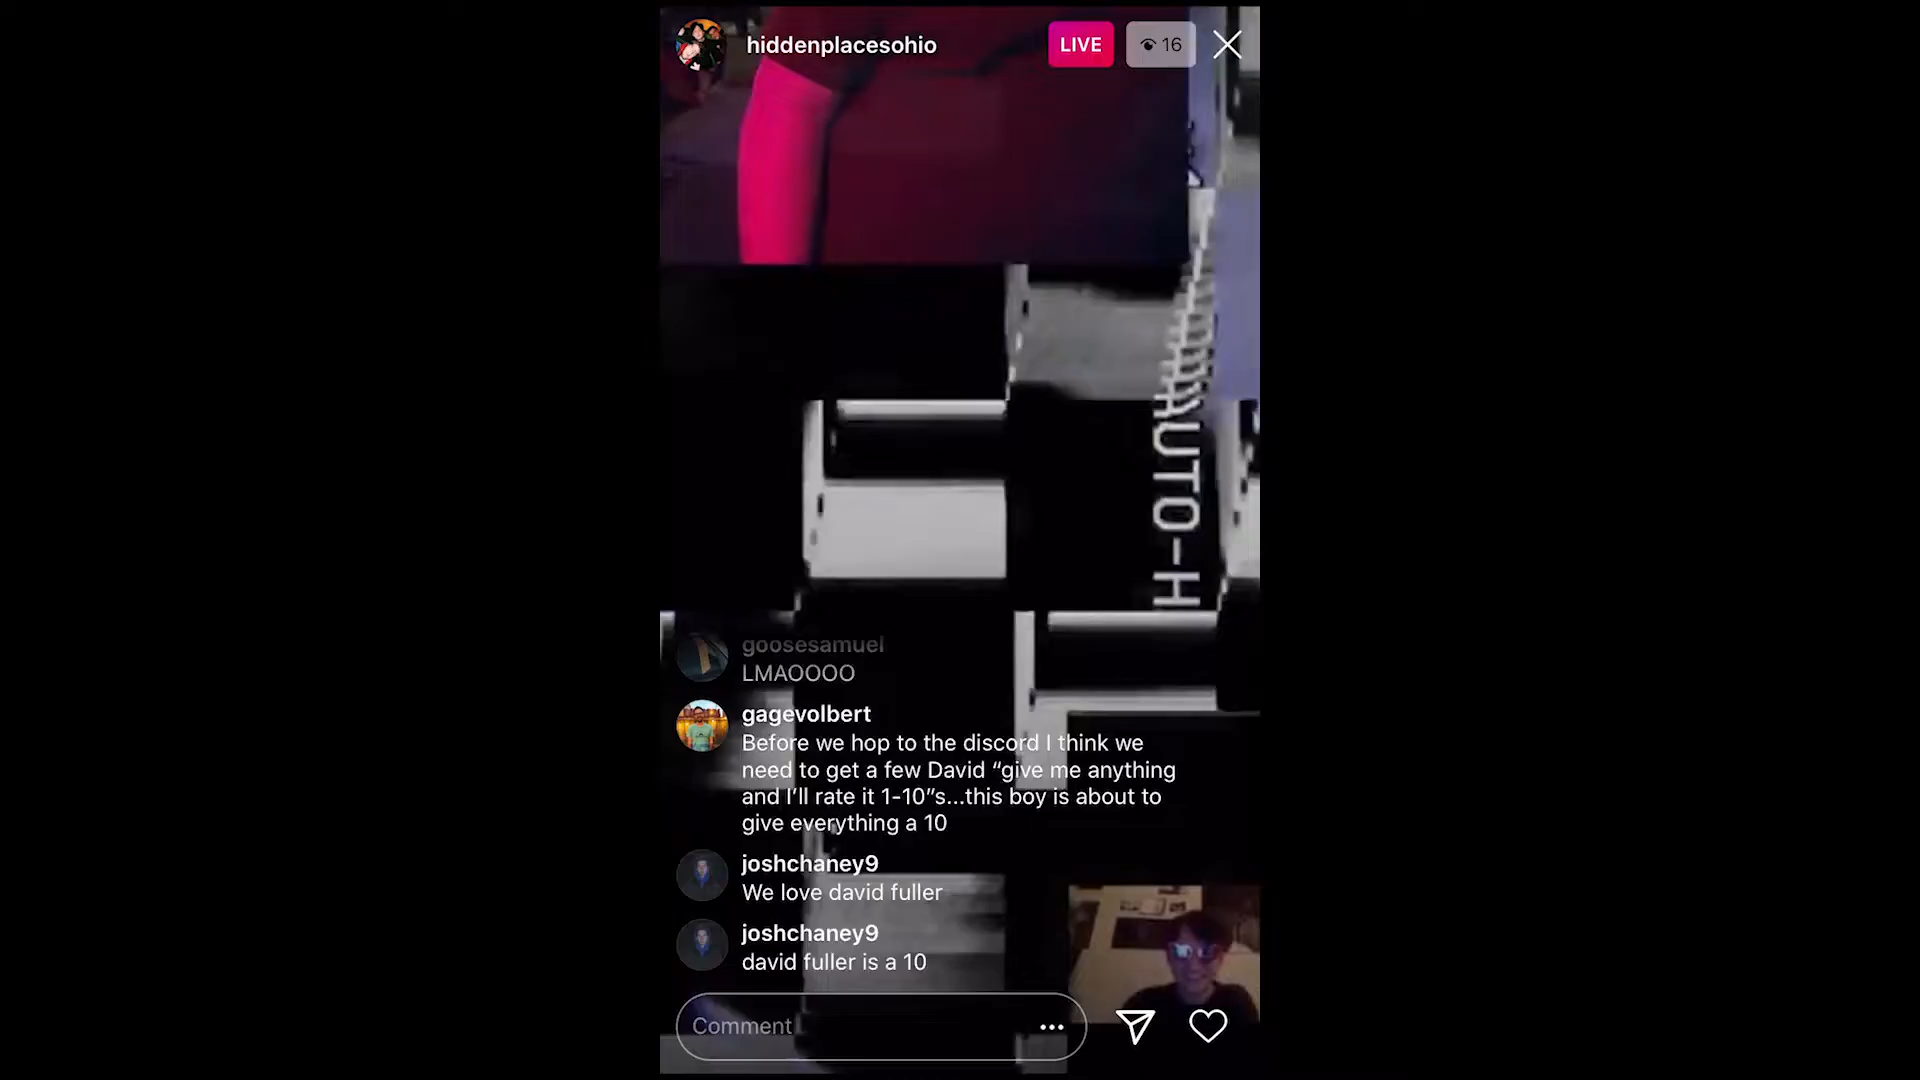 hiddenplacesohio
LIVE
16
AUTO-H
goosesamuel
LMAOOOO
gagevolbert
Before we hop to the discord I think we
need to get a few David “give me anything
and I’ll rate it 1-10”s...this boy is about to
give everything a 10
joshchaney9
We love david fuller
joshchaney9
david fuller is a 10
Comment